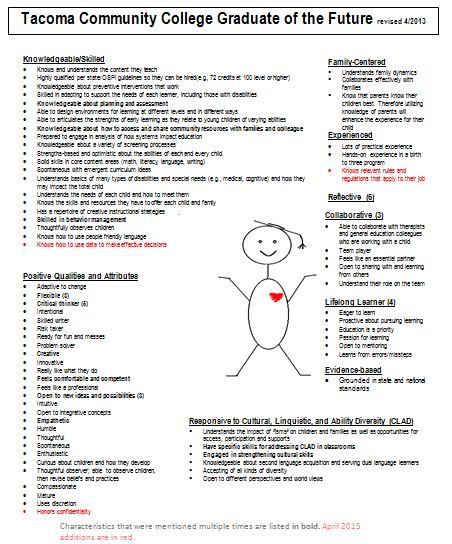 Tacoma Community College Graduate of the Future revised 4/2013
Knowledgeable/Skilled
• Knows and understands the content they teach
• Highly qualified per state/OSPI guidelines so they can be hired(e.g, 72 credits at 100 level or higher)
• Knowledgeable about preventive interventions that work
• Skilled in adapting to support the needs of each learner, including those with disabilities
• Knowledgeable about planning and assessment
• Able to design environments for learning at different levels and in different ways
• Able to articulate the strengths of early learning as they relate to young children of varying abilities
• Knowledgeable about how to access and share community resources with families and colleague
• Prepared to engage in analysis of how systems impact education
• Knowledgeable about a variety of screening processes
• Strengths-based and optimistic about the abilities of each and every child
• Solid skills in core content areas (math, literacy, language, writing)
• Spontaneous with emergent curriculum ideas
• Understands basics of many types of disabilities and special needs (e.g., medical, cognitive) and how they
may impact the total child
• Understands the needs of each child and how to meet them
• Knows the skills and resources they have to offer each child and family
• Has a repertoire of creative instructional strategies
• Skilled in behavior management
• Thoughtfully observes children
• Knows how to use people friendly language
• Knows how to use data to make effective decisions
Positive Qualities and Attributes
• Adaptive to change
• Flexible (8)
• Critical thinker (5)
• Intentional
• Skilled writer
• Risk taker
• Ready for fun and messes
• Problem solver
• Creative
• Innovative
• Really like what they do
• Feels comfortable and competent
• Feels like a professional
• Open to new ideas and possibilities (8)
• Intuitive
• Open to integrative concepts
• Empathetic
• Humble
• Thoughtful
• Spontaneous
• Enthusiastic
• Curious about children and how they develop
• Thoughtful observer; able to observe children,
then revise beliefs and practices
• Compassionate
• Mature
• Uses discretion
• Honors confidentiality
Family-Centered
• Understands family dynamics
• Collaborates effectively with
families
• Know that parents know their
children best. Therefore utilizing
knowledge of parents will
enhance the experience for their
child
Experienced
• Lots of practical experience
• Hands-on experience in a birth
to three program
• Knows relevant rules and
regulations that apply to their job
Reflective (6)
Collaborative (3)
• Able to collaborate with therapists
and general education colleagues
who are working with a child
• Team player
• Feels like an essential partner
• Open to sharing with and learning
from others
• Understand their role on the team
Lifelong Learner (4)
• Eager to learn
• Proactive about pursuing learning
• Education is a priority
• Passion for learning
• Open to mentoring
• Learns from errors/missteps
Evidence-based
• Grounded in state and national
standards
Responsive to Cultural, Linguistic, and Ability Diversity (CLAD)
• Understands the impact of "isms" on children and families as well as opportunities for
access, participation and supports
• Have specific skills for addressing CLAD in classrooms
• Engaged in strengthening cultural skills
• Knowledgeable about second language acquisition and serving dual language learners
• Accepting of all kinds of diversity
• Open to different perspectives and world views
Characteristics that were mentioned multiple times are listed in bold. April 2013
additions are in red.